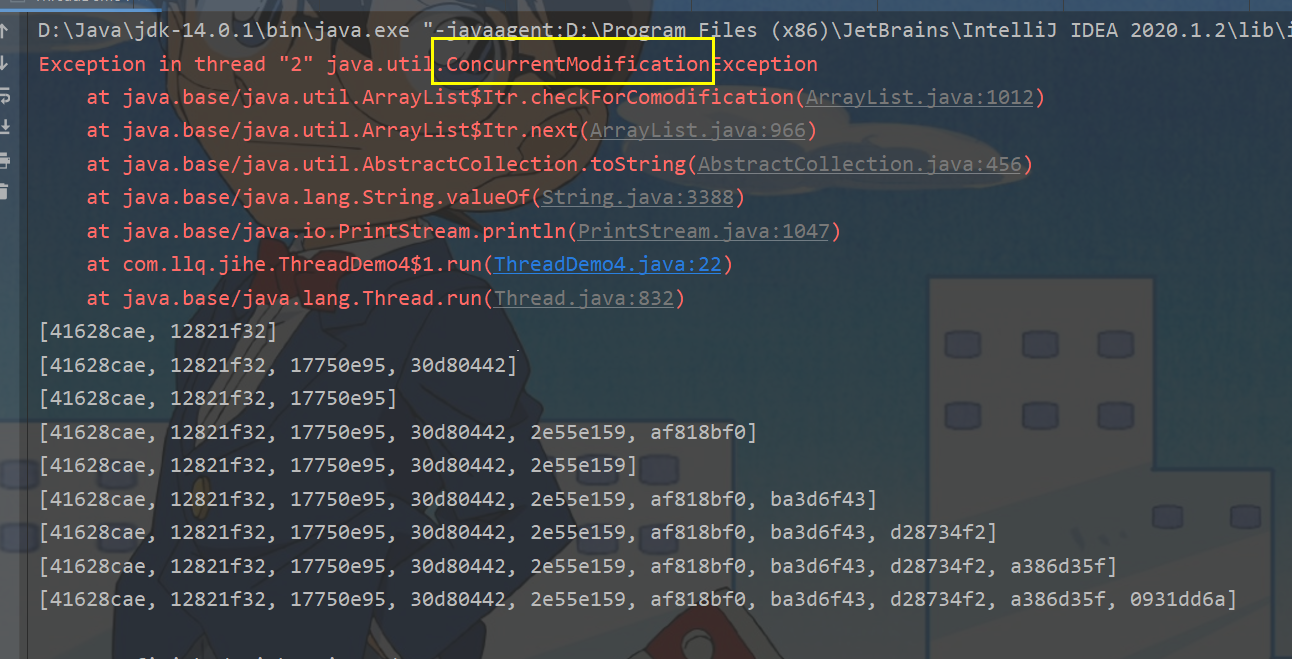 D:\Java\jdk-14.0.1\bin\java.exe "-javaagent:D:\Program Files (x86)\JetBrains\IntelliJ IDEA 2020.1.2\lib\
Exception in thread "2" java.util.ConcurrentModificationException
at java.base/java.util.ArrayList$Itr.checkForComodification(ArrayList.java:1012)
at java.base/java.util.ArrayList$Itr.next(ArrayList.java:966)
at java.base/java.util.AbstractCollection.toString(AbstractCollection.java:456)
at java.base/java.lang.String.valueOf(String.java:3388)
at java.base/java.io.PrintStream.println(PrintStream.java:1047)
at com.llq.jihe.ThreadDemo4$1.run(ThreadDemo4.java:22)
at java.base/java.lang.Thread.run(Thread.java:832)
[41628cae, 12821f32]
[41628cae, 12821f32, 17750e95, 30d80442]
[41628cae, 12821f32, 17750e95]
[41628cae, 12821f32, 17750e95, 30d80442, 2e55e159, af818bf0]
[41628cae, 12821f32, 17750e95, 30d80442, 2e55e159]
[41628cae, 12821f32, 17750e95, 30d80442, 2e55e159, af818bf0, ba3d6f43]
[41628cae, 12821f32, 17750e95, 30d80442, 2e55e159, af818bf0, ba3d6f43, d28734f2]
[41628cae, 12821f32, 17750e95, 30d80442, 2e55e159, af818bf0, ba3d6f43, d28734f2, a386d35f]
[41628cae, 12821f32, 17750e95, 30d80442, 2e55e159, af818bf0, ba3d6f43, d28734f2, a386d35f, 0931dd6a]